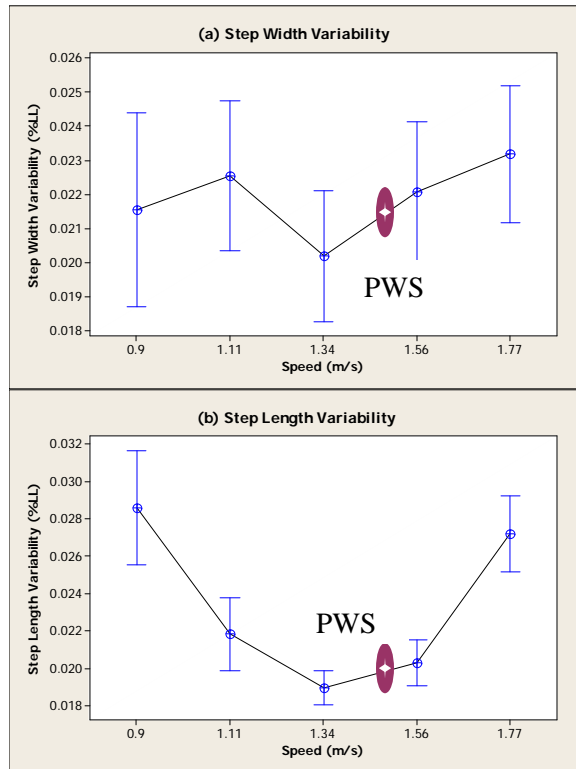 (a) Step Width Variability
Step Width Variability (%LL)
0.026
0.025
0.024
0.023
0.022
0.021
0.020
0.019
0.018
PWS
0.9 1.11 1.34 1.56 1.77
Speed (m/s)
(b) Step Length Variability
Step Length Variability (%LL)
0.032
0.030
0.028
0.026
0.024
0.022
0.020
0.018
PWS
0.9 1.11 1.34 1.56 1.77
Speed (m/s)